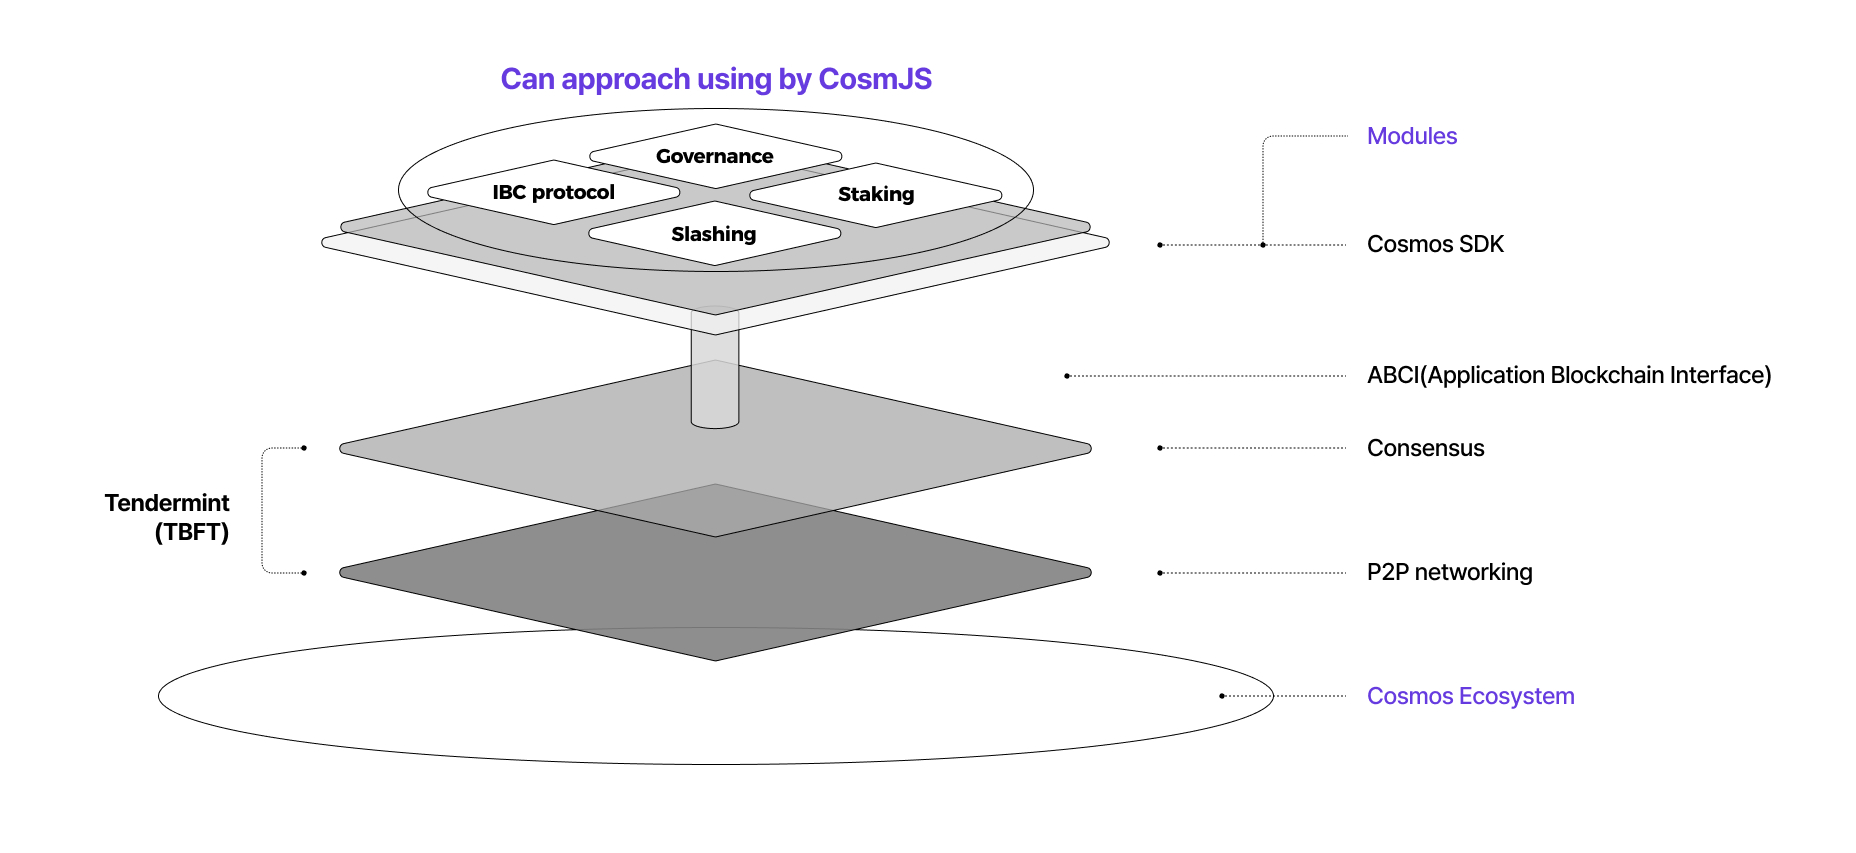 Can approach using by CosmJS
Governance
IBC protocol
Staking
Slashing
Modules
Cosmos SDK
ABCI(Application Blockchain Interface)
Consensus
Tendermint
(TBFT)
P2P networking
Cosmos Ecosystem